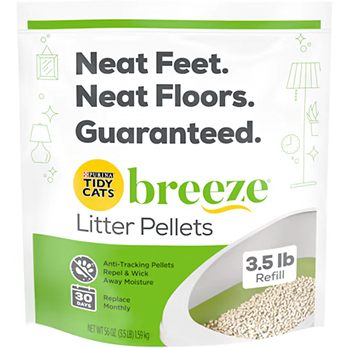 Neat Feet.
Neat Floors.
Guaranteed.
PURINA
TIDY
CATS
breeze®
Litter Pellets
3.5 lb
Refill
Anti-Tracking Pellets
Repel & Wick
Away Moisture
30
DAYS
Replace
Monthly
NET WT 56 OZ (3.5 LB) 1.59 kg